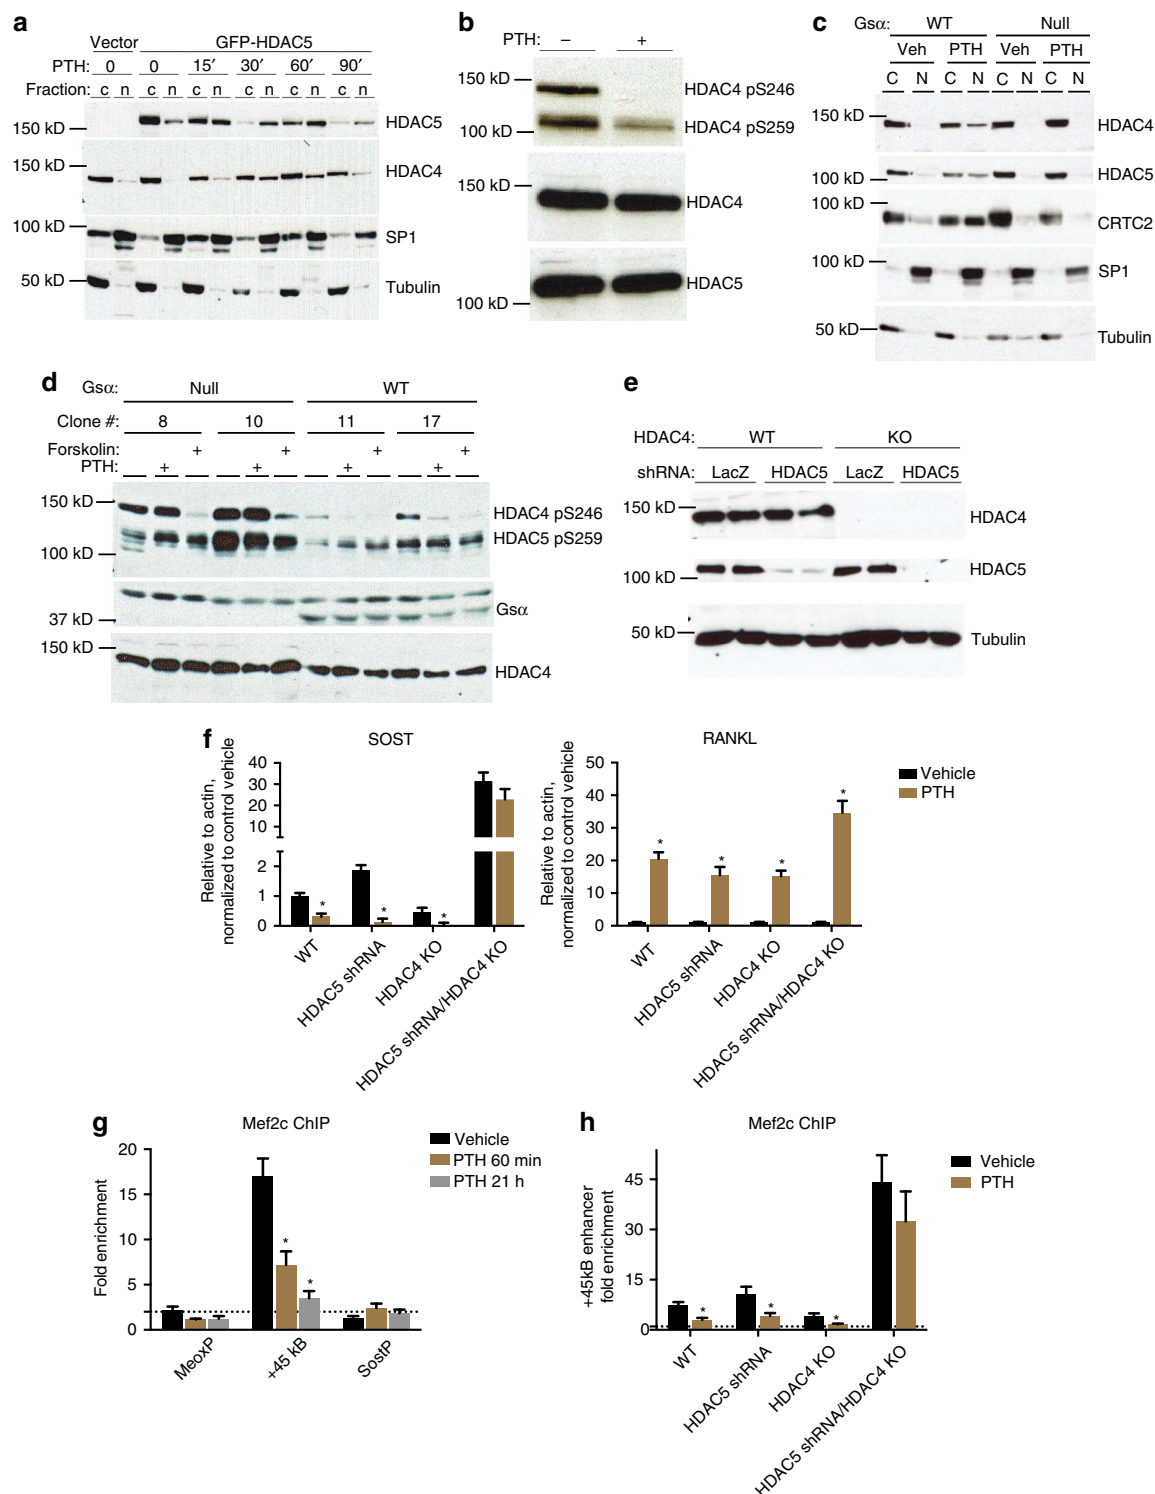 a
Vector GFP-HDAC5
PTH: 0 0 15′ 30′ 60′ 90′
Fraction: c n c n c n c n c n c n
150 kD HDAC5
150 kD HDAC4
100 kD SP1
50 kD Tubulin
b
PTH: – +
150 kD HDAC4 pS246
100 kD HDAC4 pS259
150 kD HDAC4
100 kD HDAC5
c
Gsα: WT Null
Veh PTH Veh PTH
C N C N C N C N
150 kD HDAC4
100 kD HDAC5
100 kD CRTC2
100 kD SP1
50 kD Tubulin
d
Gsα: Null WT
Clone #: 8 10 11 17
Forskolin: + + + +
PTH: + + + +
150 kD HDAC4 pS246
HDAC5 pS259
100 kD
Gsα
37 kD
150 kD
HDAC4
e
HDAC4: WT KO
shRNA: LacZ HDAC5 LacZ HDAC5
150 kD HDAC4
100 kD HDAC5
50 kD Tubulin
f
SOST
Relative to actin,
normalized to control vehicle
40
30
20
10
2
1
0
* * *
WT
HDAC5 shRNA
HDAC4 KO
HDAC5 shRNA/HDAC4 KO
RANKL
Relative to actin,
normalized to control vehicle
50
40
30
20
10
0
* * * *
WT
HDAC5 shRNA
HDAC4 KO
HDAC5 shRNA/HDAC4 KO
Vehicle
PTH
g
Mef2c ChIP
Fold enrichment
20
15
10
5
0
* *
MeoxP
+45 kB
SostP
Vehicle
PTH 60 min
PTH 21 h
h
Mef2c ChIP
+45kB enhancer
fold enrichment
45
30
15
0
* * *
WT
HDAC5 shRNA
HDAC4 KO
HDAC5 shRNA/HDAC4 KO
Vehicle
PTH